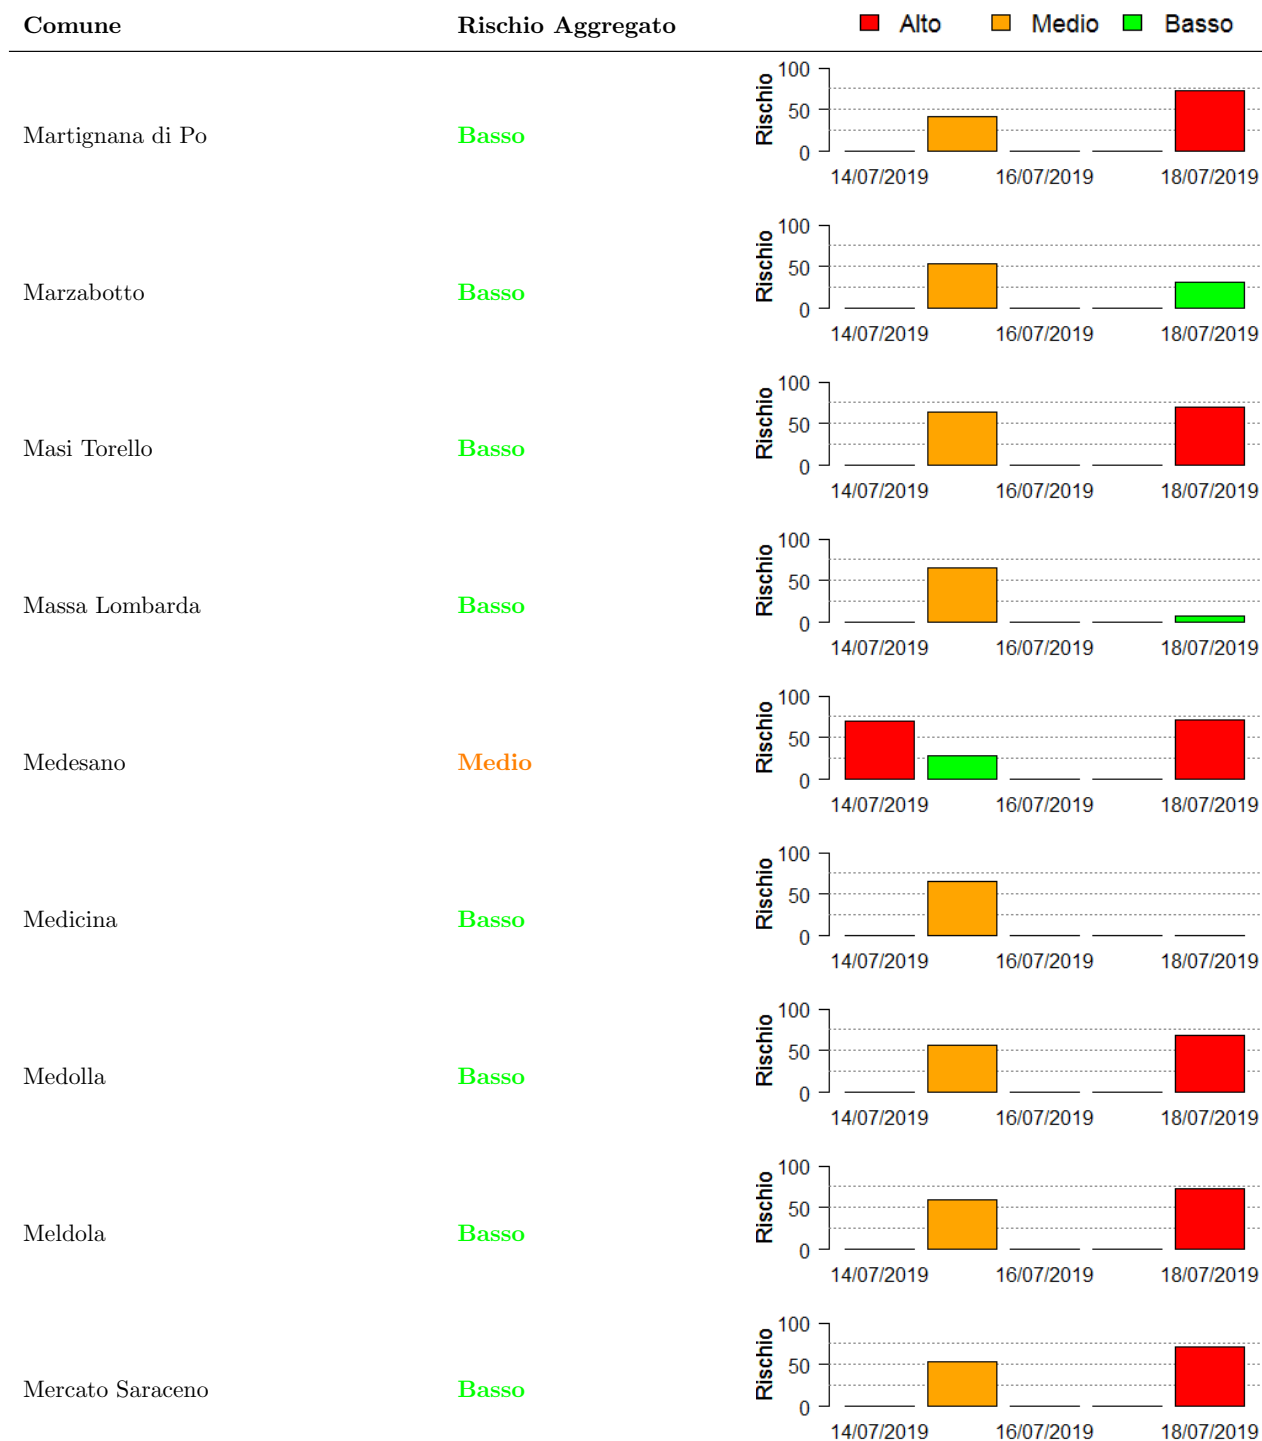 Comune Rischio Aggregato Alto Medio Basso
100
50
0
Rischio
Martignana di Po Basso
14/07/2019 16/07/2019 18/07/2019
100
50
0
Rischio
Marzabotto Basso
14/07/2019 16/07/2019 18/07/2019
100
50
0
Rischio
Masi Torello Basso
14/07/2019 16/07/2019 18/07/2019
100
50
0
Rischio
Massa Lombarda Basso
14/07/2019 16/07/2019 18/07/2019
100
50
0
Rischio
Medesano Medio
14/07/2019 16/07/2019 18/07/2019
100
50
0
Rischio
Medicina Basso
14/07/2019 16/07/2019 18/07/2019
100
50
0
Rischio
Medolla Basso
14/07/2019 16/07/2019 18/07/2019
100
50
0
Rischio
Meldola Basso
14/07/2019 16/07/2019 18/07/2019
100
50
0
Rischio
Mercato Saraceno Basso
14/07/2019 16/07/2019 18/07/2019